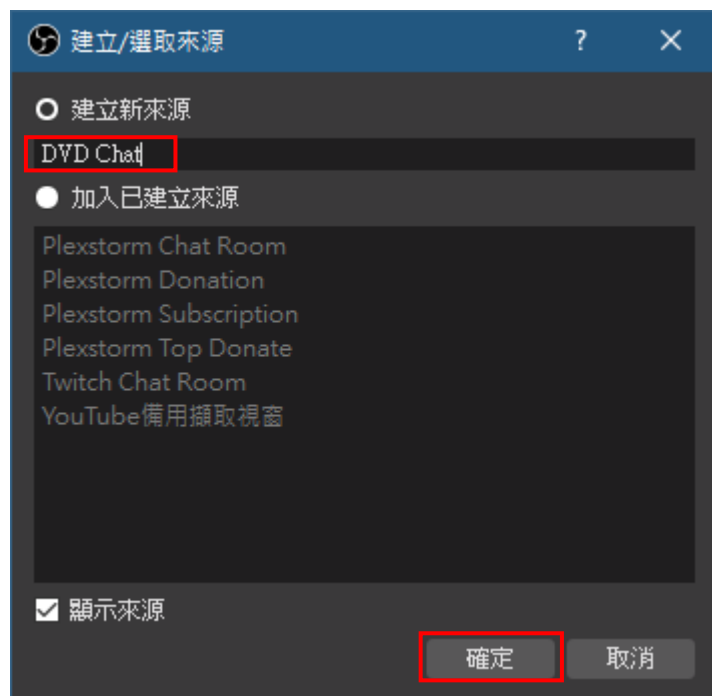 建立/選取來源 ?
建立新來源
DVD Chat
加入已建立來源
Plexstorm Chat Room
Plexstorm Donation
Plexstorm Subscription
Plexstorm Top Donate
Twitch Chat Room
YouTube備用擷取視窗
顯示來源
確定 取消